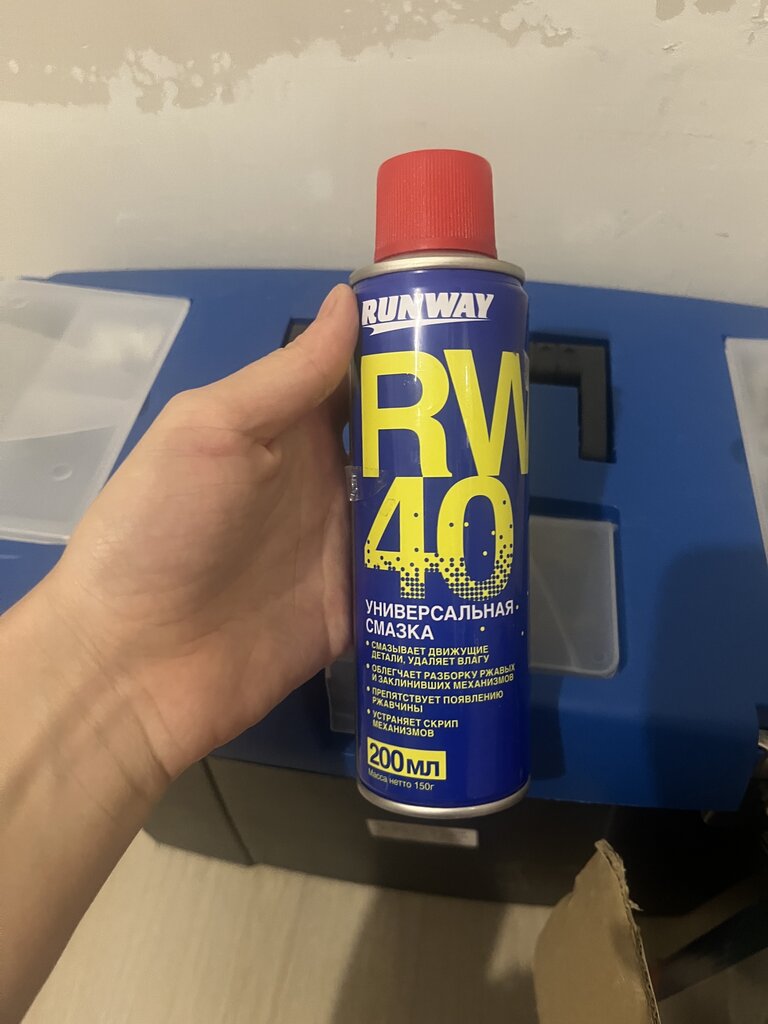 RUNWAY
RW
40
УНИВЕРСАЛЬНАЯ
СМАЗКА
• СМАЗЫВАЕТ ДВИЖУЩИЕ
ДЕТАЛИ, УДАЛЯЕТ ВЛАГУ
• ОБЛЕГЧАЕТ РАЗБОРКУ РЖАВЫХ
И ЗАКЛИНИВШИХ МЕХАНИЗМОВ
• ПРЕПЯТСТВУЕТ ПОЯВЛЕНИЮ
РЖАВЧИНЫ
• УСТРАНЯЕТ СКРИП
МЕХАНИЗМОВ
200 МЛ
Масса нетто 150г